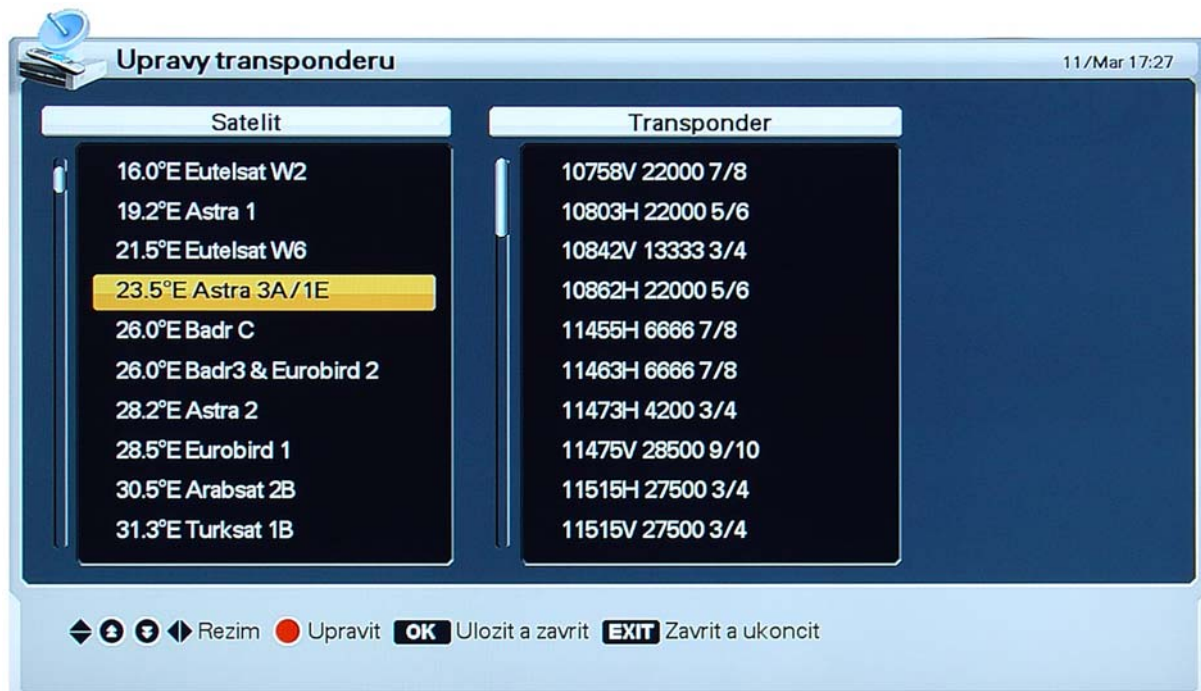 Upravy transponderu
11/Mar 17:27
Satelit
16.0°E Eutelsat W2
19.2°E Astra 1
21.5°E Eutelsat W6
23.5°E Astra 3A/1E
26.0°E Badr C
26.0°E Badr3 & Eurobird 2
28.2°E Astra 2
28.5°E Eurobird 1
30.5°E Arabsat 2B
31.3°E Turksat 1B
Transponder
10758V 22000 7/8
10803H 22000 5/6
10842V 13333 3/4
10862H 22000 5/6
11455H 6666 7/8
11463H 6666 7/8
11473H 4200 3/4
11475V 28500 9/10
11515H 27500 3/4
11515V 27500 3/4
Rezim Upravit OK Ulozit a zavrit EXIT Zavrit a ukoncit